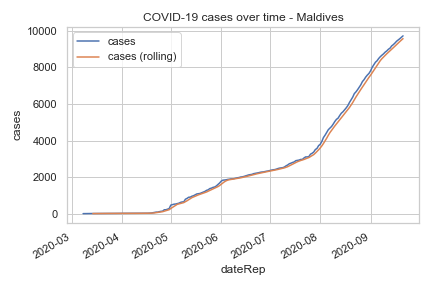 COVID-19 cases over time - Maldives
cases
cases (rolling)
10000
8000
6000
4000
2000
0
cases
2020-03
2020-04
2020-05
2020-06
2020-07
2020-08
2020-09
dateRep